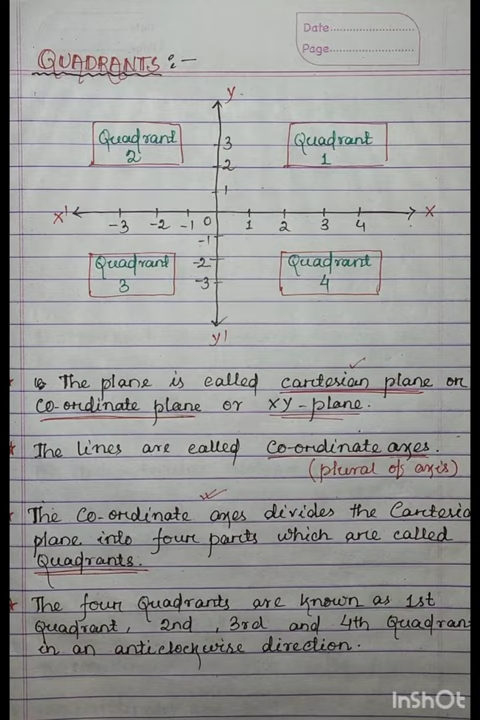 Date
Page
QUADRANTS :-
Y
Quadrant
2
Quadrant
1
3
2
1
X' -3 -2 -1 0 1 2 3 4 X
-1
-2
-3
Quadrant
3
Quadrant
4
Y'
The plane is called cartesian plane or
co-ordinate plane or XY-plane.
The lines are called co-ordinate axes.
(plural of axis)
The co-ordinate axes divides the Cartesia
plane into four parts which are called
Quadrants.
The four Quadrants are known as 1st
Quadrant, 2nd, 3rd and 4th Quadran
in an anticlockwise direction.
InShOt